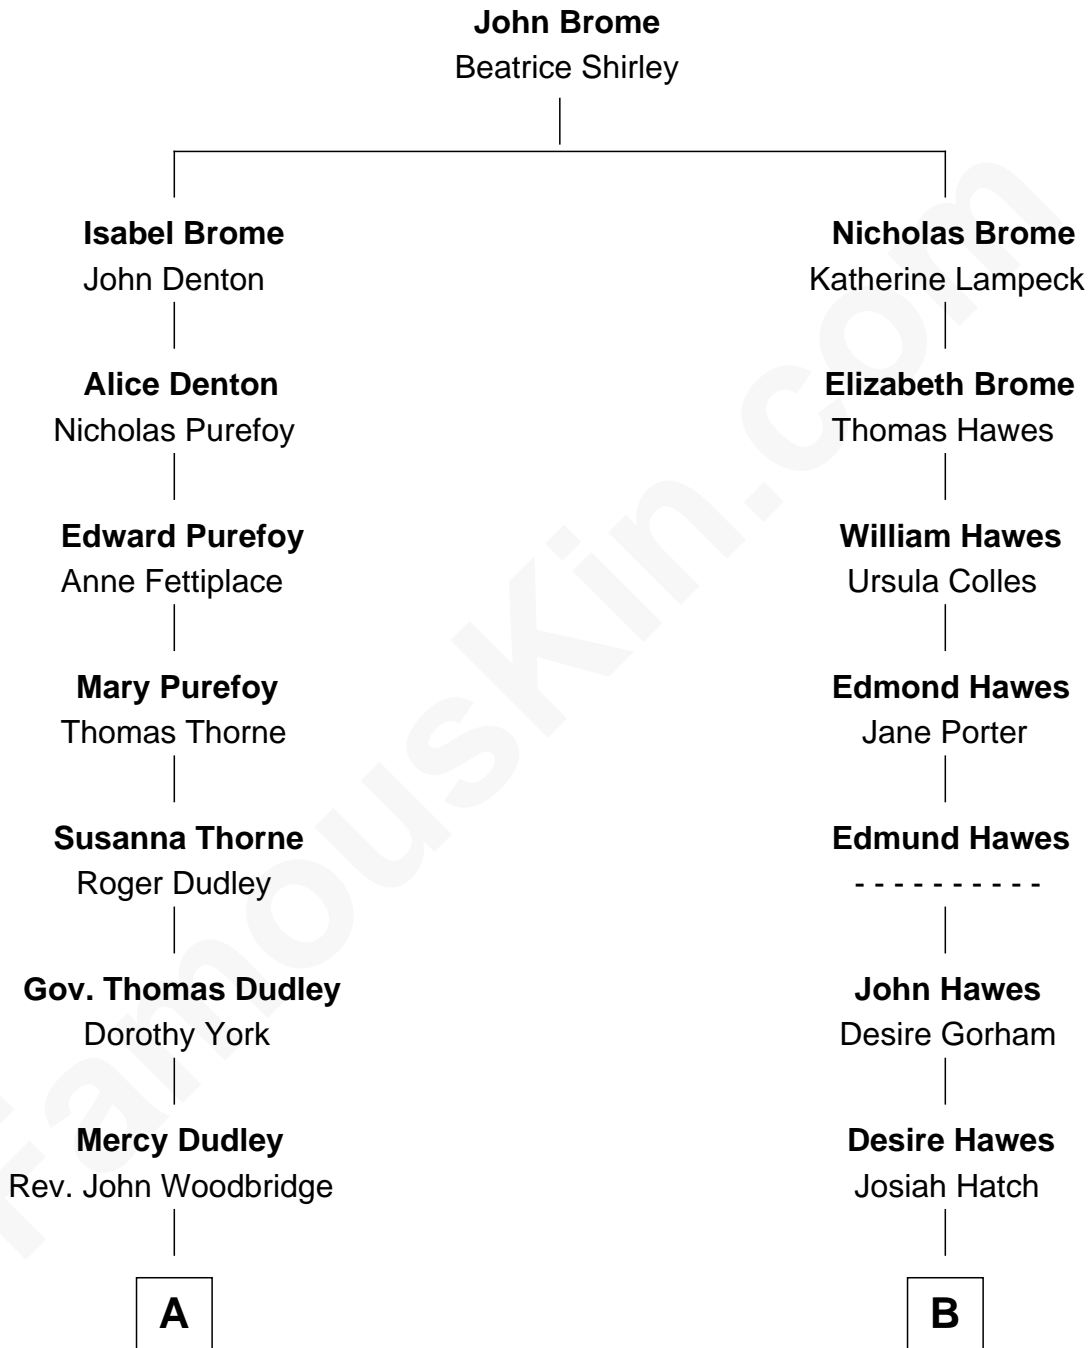 John Brome
Beatrice Shirley
Isabel Brome
John Denton
Nicholas Brome
Katherine Lampeck
Alice Denton
Nicholas Purefoy
Elizabeth Brome
Thomas Hawes
Edward Purefoy
Anne Fettiplace
William Hawes
Ursula Colles
Mary Purefoy
Thomas Thorne
Edmond Hawes
Jane Porter
Susanna Thorne
Roger Dudley
Edmund Hawes
- - - - - - - - - -
Gov. Thomas Dudley
Dorothy York
John Hawes
Desire Gorham
Mercy Dudley
Rev. John Woodbridge
Desire Hawes
Josiah Hatch
A
B
FamousKin.com